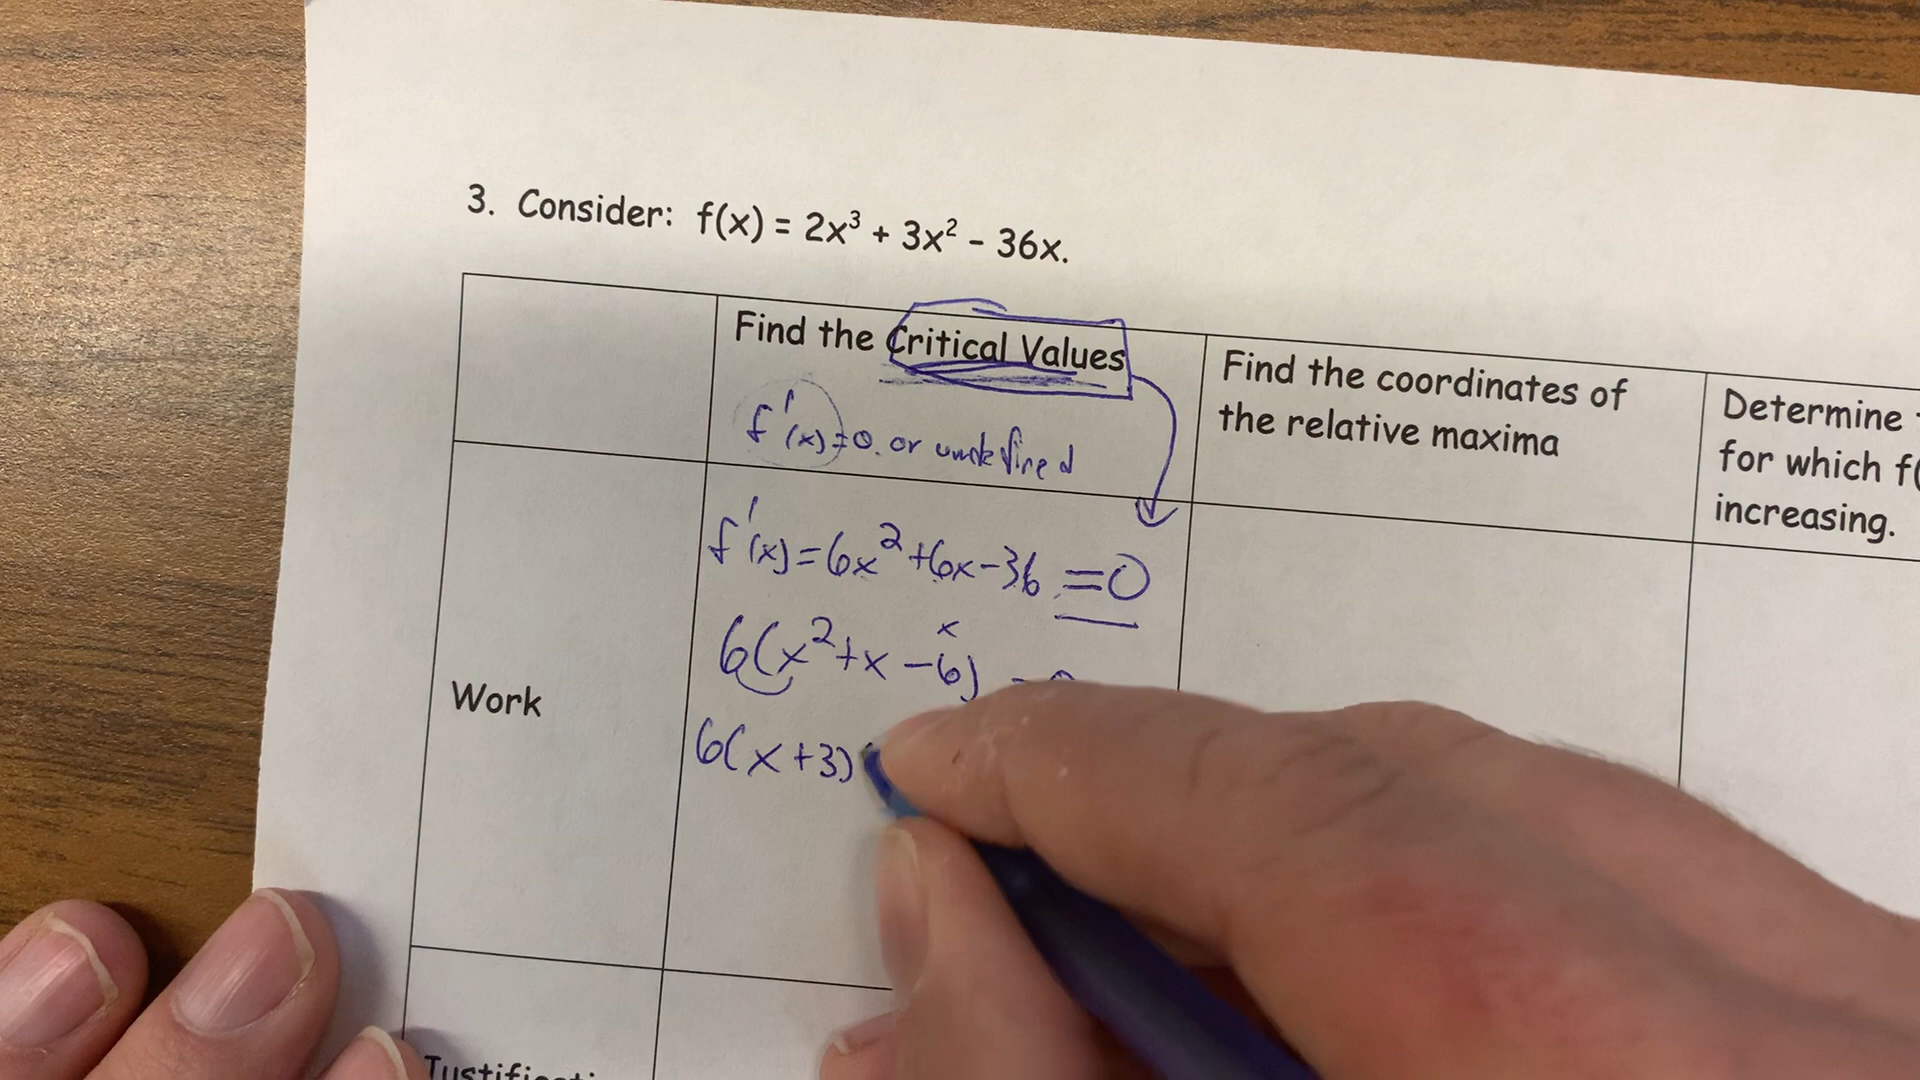 3. Consider: f(x) = 2x³ + 3x² - 36x.
Find the Critical Values
f'(x)=0 or undefined
Find the coordinates of
the relative maxima
Determine
for which f(
increasing.
Work
f'(x)=6x²+6x-36 =0
x
6(x²+x-6)
6(x+3)